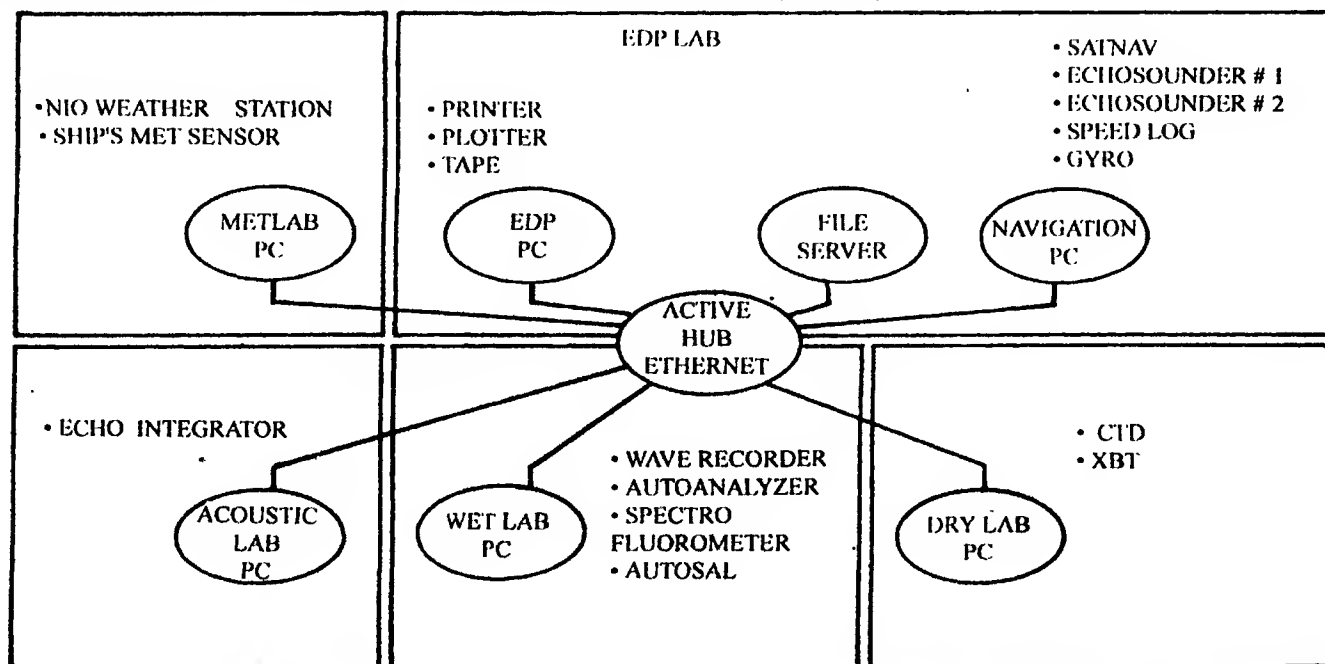 EDP LAB
• NIO WEATHER STATION
• SHIP'S MET SENSOR
• PRINTER
• PLOTTER
• TAPE
• SATNAV
• ECHOSOUNDER # 1
• ECHOSOUNDER # 2
• SPEED LOG
• GYRO
METLAB
PC
EDP
PC
FILE
SERVER
NAVIGATION
PC
ACTIVE
HUB
ETHERNET
• ECHO INTEGRATOR
ACOUSTIC
LAB
PC
WET LAB
PC
• WAVE RECORDER
• AUTOANALYZER
• SPECTRO
FLUOROMETER
• AUTOSAL
DRY LAB
PC
• CTD
• XBT